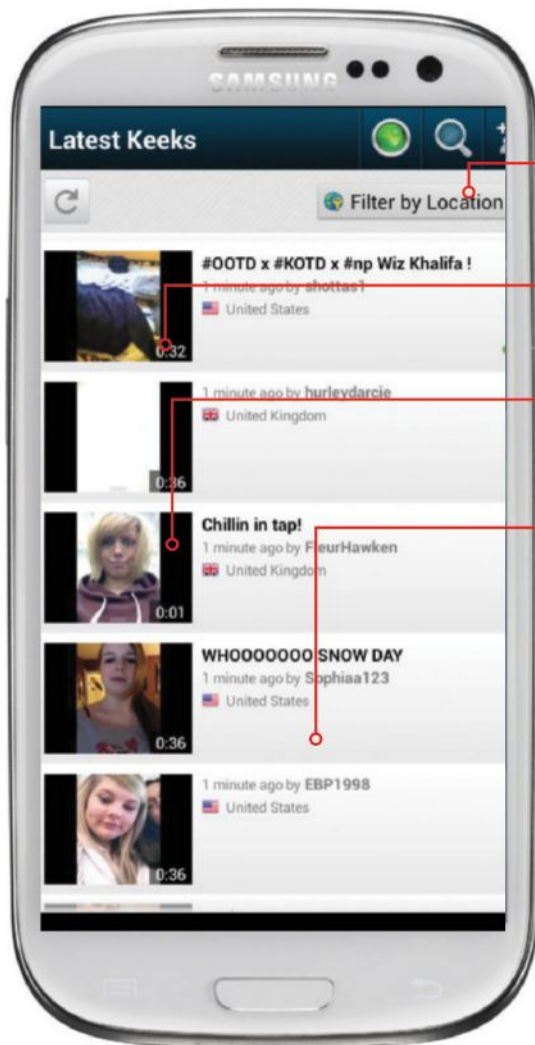 SAMSUNG
Latest Keeks
Filter by Location
#OOTD x #KOTD x #np Wiz Khalifa !
1 minute ago by shottas1
United States
0:32
1 minute ago by hurleydarcie
United Kingdom
0:36
Chillin in tap!
1 minute ago by FleurHawken
United Kingdom
0:01
WHOOOOOOO SNOW DAY
1 minute ago by Sophiaa123
United States
0:36
1 minute ago by EBP1998
United States
0:36